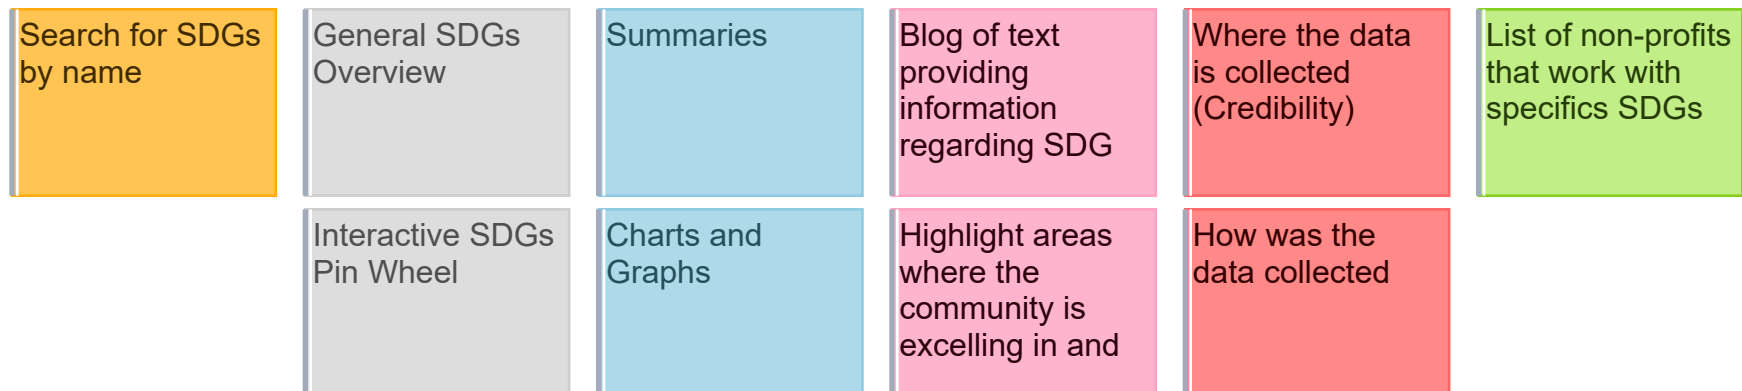 Search for SDGs
by name
General SDGs
Overview
Summaries
Blog of text
providing
information
regarding SDG
Where the data
is collected
(Credibility)
List of non-profits
that work with
specifics SDGs
Interactive SDGs
Pin Wheel
Charts and
Graphs
Highlight areas
where the
community is
excelling in and
How was the
data collected